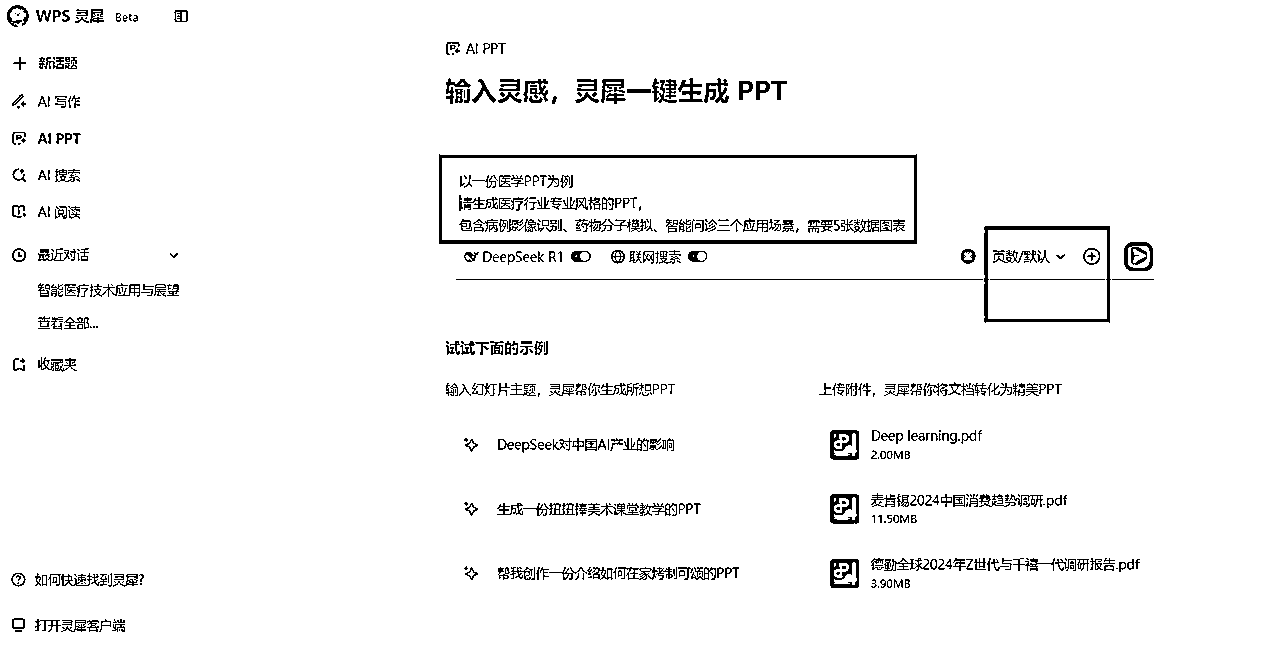 WPS 灵犀 Beta
新话题
AI 写作
AI PPT
AI 搜索
AI 阅读
最近对话
智能医疗技术应用与展望
查看全部...
收藏夹
如何快速找到灵犀?
打开灵犀客户端
AI PPT
输入灵感，灵犀一键生成 PPT
以一份医学PPT为例
请生成医疗行业专业风格的PPT，
包含病例影像识别、药物分子模拟、智能问诊三个应用场景，需要5张数据图表
DeepSeek R1 联网搜索 页数/默认
试试下面的示例
输入幻灯片主题，灵犀帮你生成所想PPT
DeepSeek对中国AI产业的影响
生成一份扭扭棒美术课堂教学的PPT
帮我创作一份介绍如何在家烤制可颂的PPT
上传附件，灵犀帮你将文档转化为精美PPT
Deep learning.pdf
2.00MB
麦肯锡2024中国消费趋势调研.pdf
11.50MB
德勤全球2024年Z世代与千禧一代调研报告.pdf
3.90MB